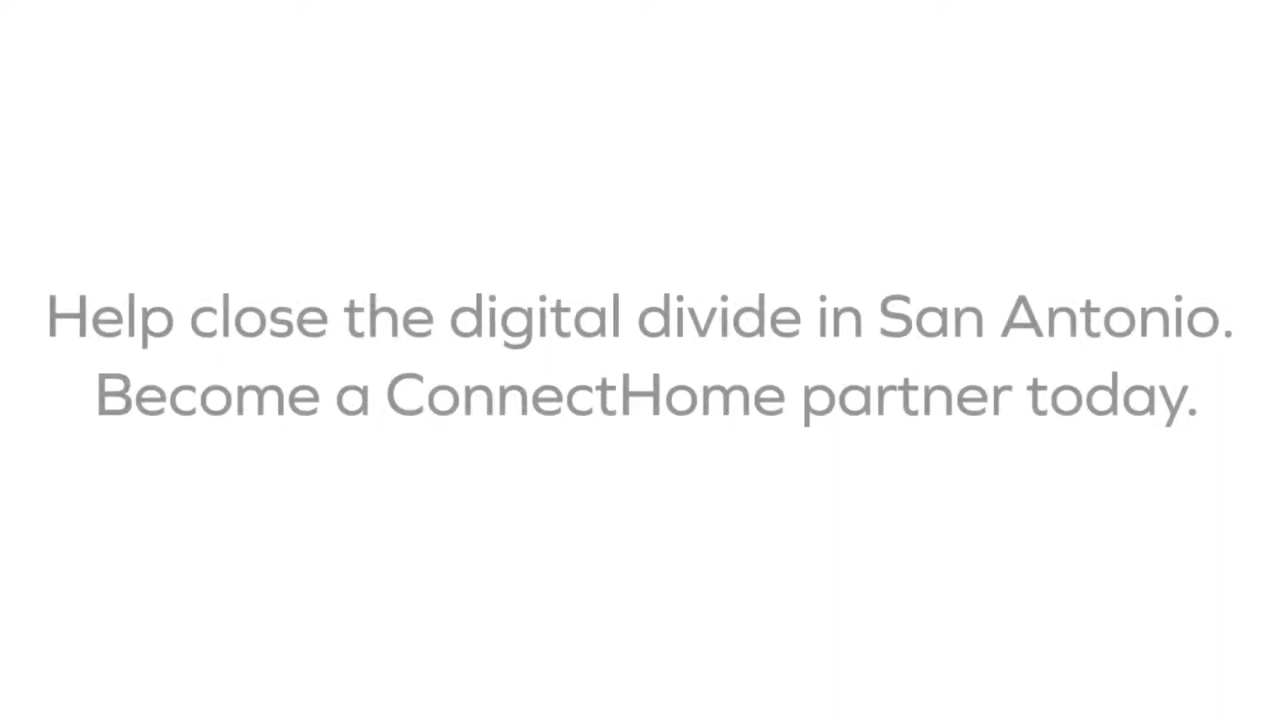 Help close the digital divide in San Antonio.
Become a ConnectHome partner today.